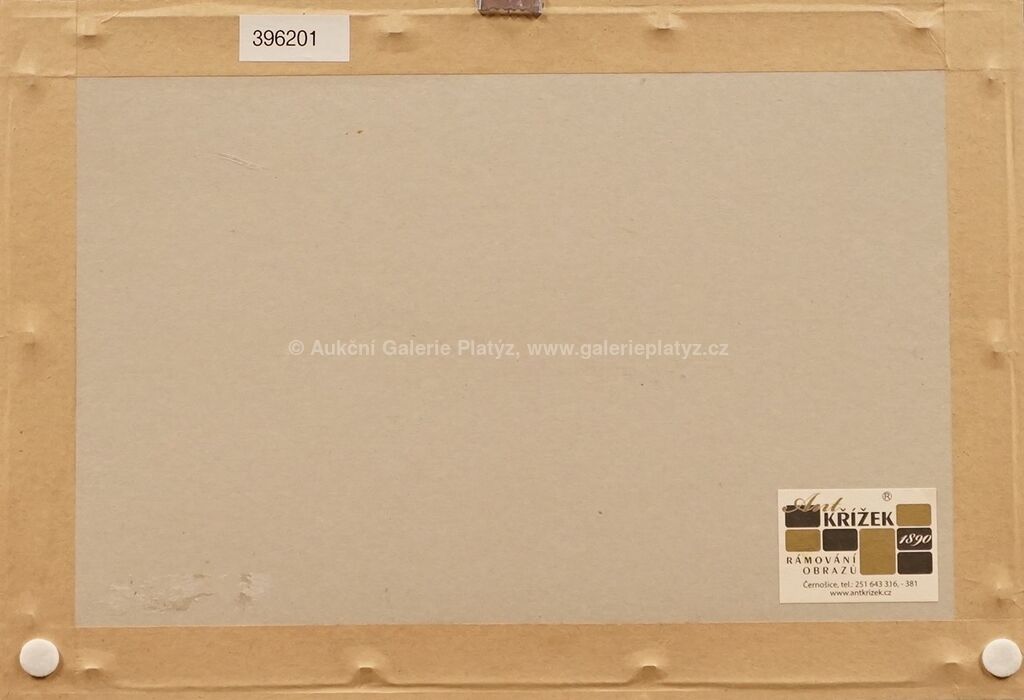 396201
© Aukční Galerie Platýz, www.galerieplatyz.cz
Ant ®
KŘÍŽEK
1890
RÁMOVÁNÍ
OBRAZŮ
Černošice, tel.: 251 643 316, - 381
www.antkrizek.cz